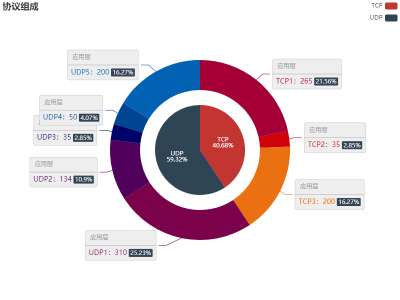 协议组成
TCP
UDP
应用层
UDP5: 200 16.27%
应用层
TCP1: 265 21.56%
应用层
UDP4: 50 4.07%
UDP3: 35 2.85%
应用层
TCP2: 35 2.85%
UDP
59.32%
TCP
40.68%
应用层
UDP2: 134 10.9%
应用层
TCP3: 200 16.27%
应用层
UDP1: 310 25.23%